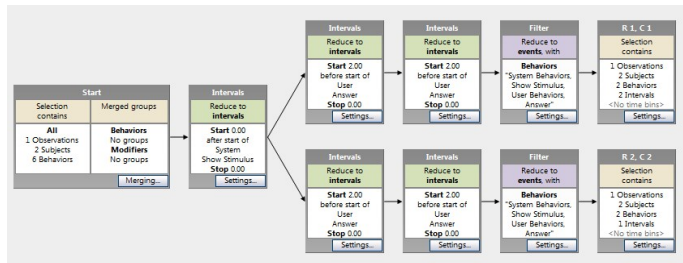 Start
Selection contains
Merged groups
All
1 Observations
2 Subjects
6 Behaviors
Behaviors
No groups
Modifiers
No groups
Merging...
Intervals
Reduce to
intervals
Start 0.00
after start of
System
Show Stimulus
Stop 0.00
Settings...
Intervals
Reduce to
intervals
Start 2.00
before start of
User
Answer
Stop 0.00
Settings...
Intervals
Reduce to
intervals
Start 2.00
before start of
User
Answer
Stop 0.00
Settings...
Filter
Reduce to
events, with
Behaviors
"System Behaviors,
Show Stimulus,
User Behaviors,
Answer"
Settings...
R 1, C 1
Selection
contains
1 Observations
2 Subjects
2 Behaviors
2 Intervals
<No time bins>
Settings...
Intervals
Reduce to
intervals
Start 2.00
before start of
User
Answer
Stop 0.00
Settings...
Intervals
Reduce to
intervals
Start 2.00
before start of
User
Answer
Stop 0.00
Settings...
Filter
Reduce to
events, with
Behaviors
"System Behaviors,
Show Stimulus,
User Behaviors,
Answer"
Settings...
R 2, C 2
Selection
contains
1 Observations
2 Subjects
2 Behaviors
1 Intervals
<No time bins>
Settings...